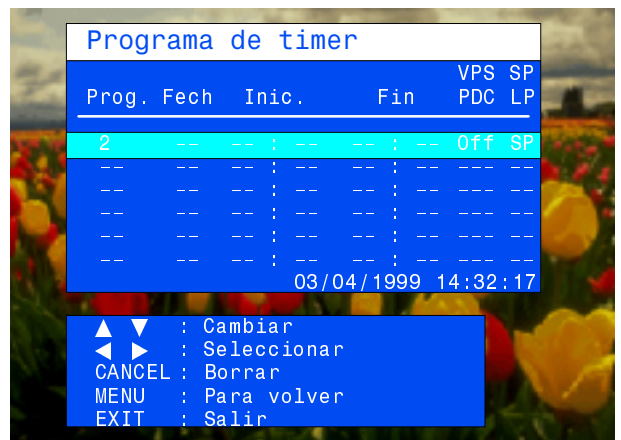 Programa de timer
VPS SP
Prog. Fech Inic. Fin PDC LP
2 -- -- : -- -- : -- Off SP
-- -- -- : -- -- : -- --- --
-- -- -- : -- -- : -- --- --
-- -- -- : -- -- : -- --- --
-- -- -- : -- -- : -- --- --
-- -- -- : -- -- : -- --- --
03/04/1999 14:32:17
▲ ▼ : Cambiar
◀ ▶ : Seleccionar
CANCEL : Borrar
MENU : Para volver
EXIT : Salir